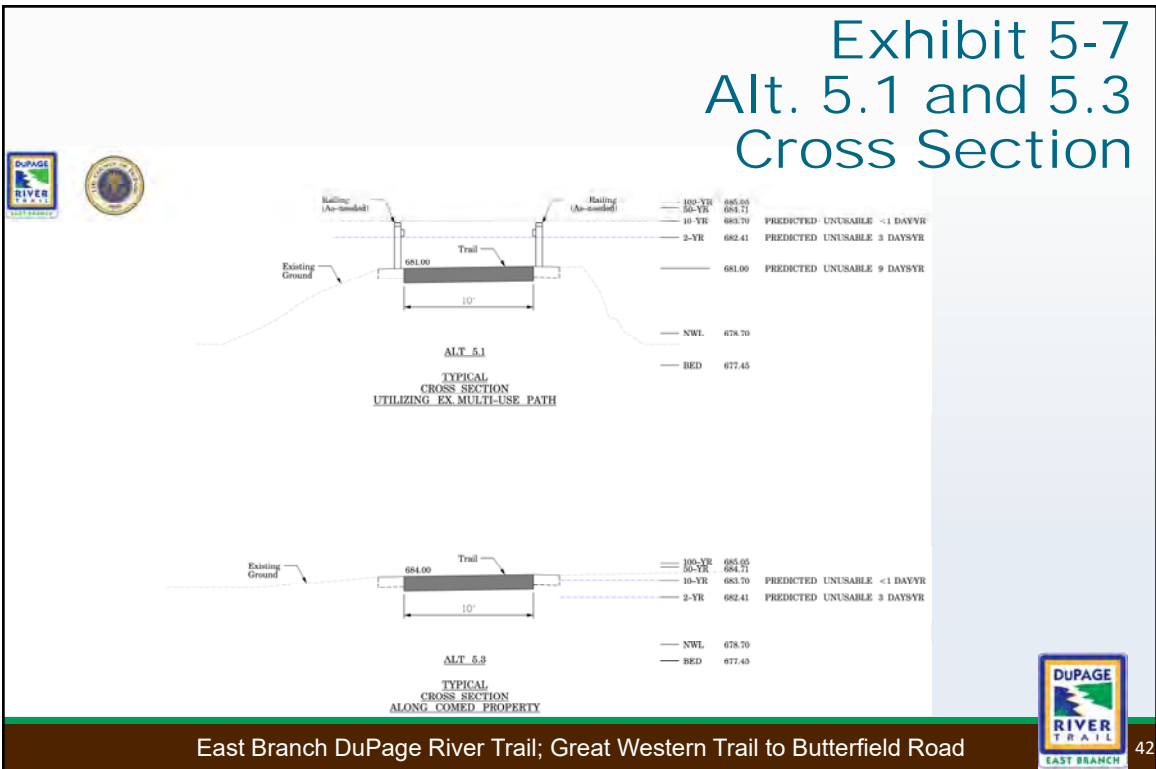 Exhibit 5-7
Alt. 5.1 and 5.3
Cross Section
DUPAGE
RIVER
TRAIL
EAST BRANCH
Railing
(As-needed)
Railing
(As-needed)
Trail
681.00
Existing
Ground
10'
100-YR 685.05
50-YR 684.71
10-YR 683.70 PREDICTED UNUSABLE <1 DAY/YR
2-YR 682.41 PREDICTED UNUSABLE 3 DAYS/YR
681.00 PREDICTED UNUSABLE 9 DAYS/YR
NWL 678.70
BED 677.45
ALT 5.1
TYPICAL
CROSS SECTION
UTILIZING EX. MULTI-USE PATH
Existing
Ground
Trail
684.00
10'
100-YR 685.05
50-YR 684.71
10-YR 683.70 PREDICTED UNUSABLE <1 DAY/YR
2-YR 682.41 PREDICTED UNUSABLE 3 DAYS/YR
NWL 678.70
BED 677.45
ALT 5.3
TYPICAL
CROSS SECTION
ALONG COMED PROPERTY
DUPAGE
RIVER
TRAIL
EAST BRANCH
East Branch DuPage River Trail; Great Western Trail to Butterfield Road
42